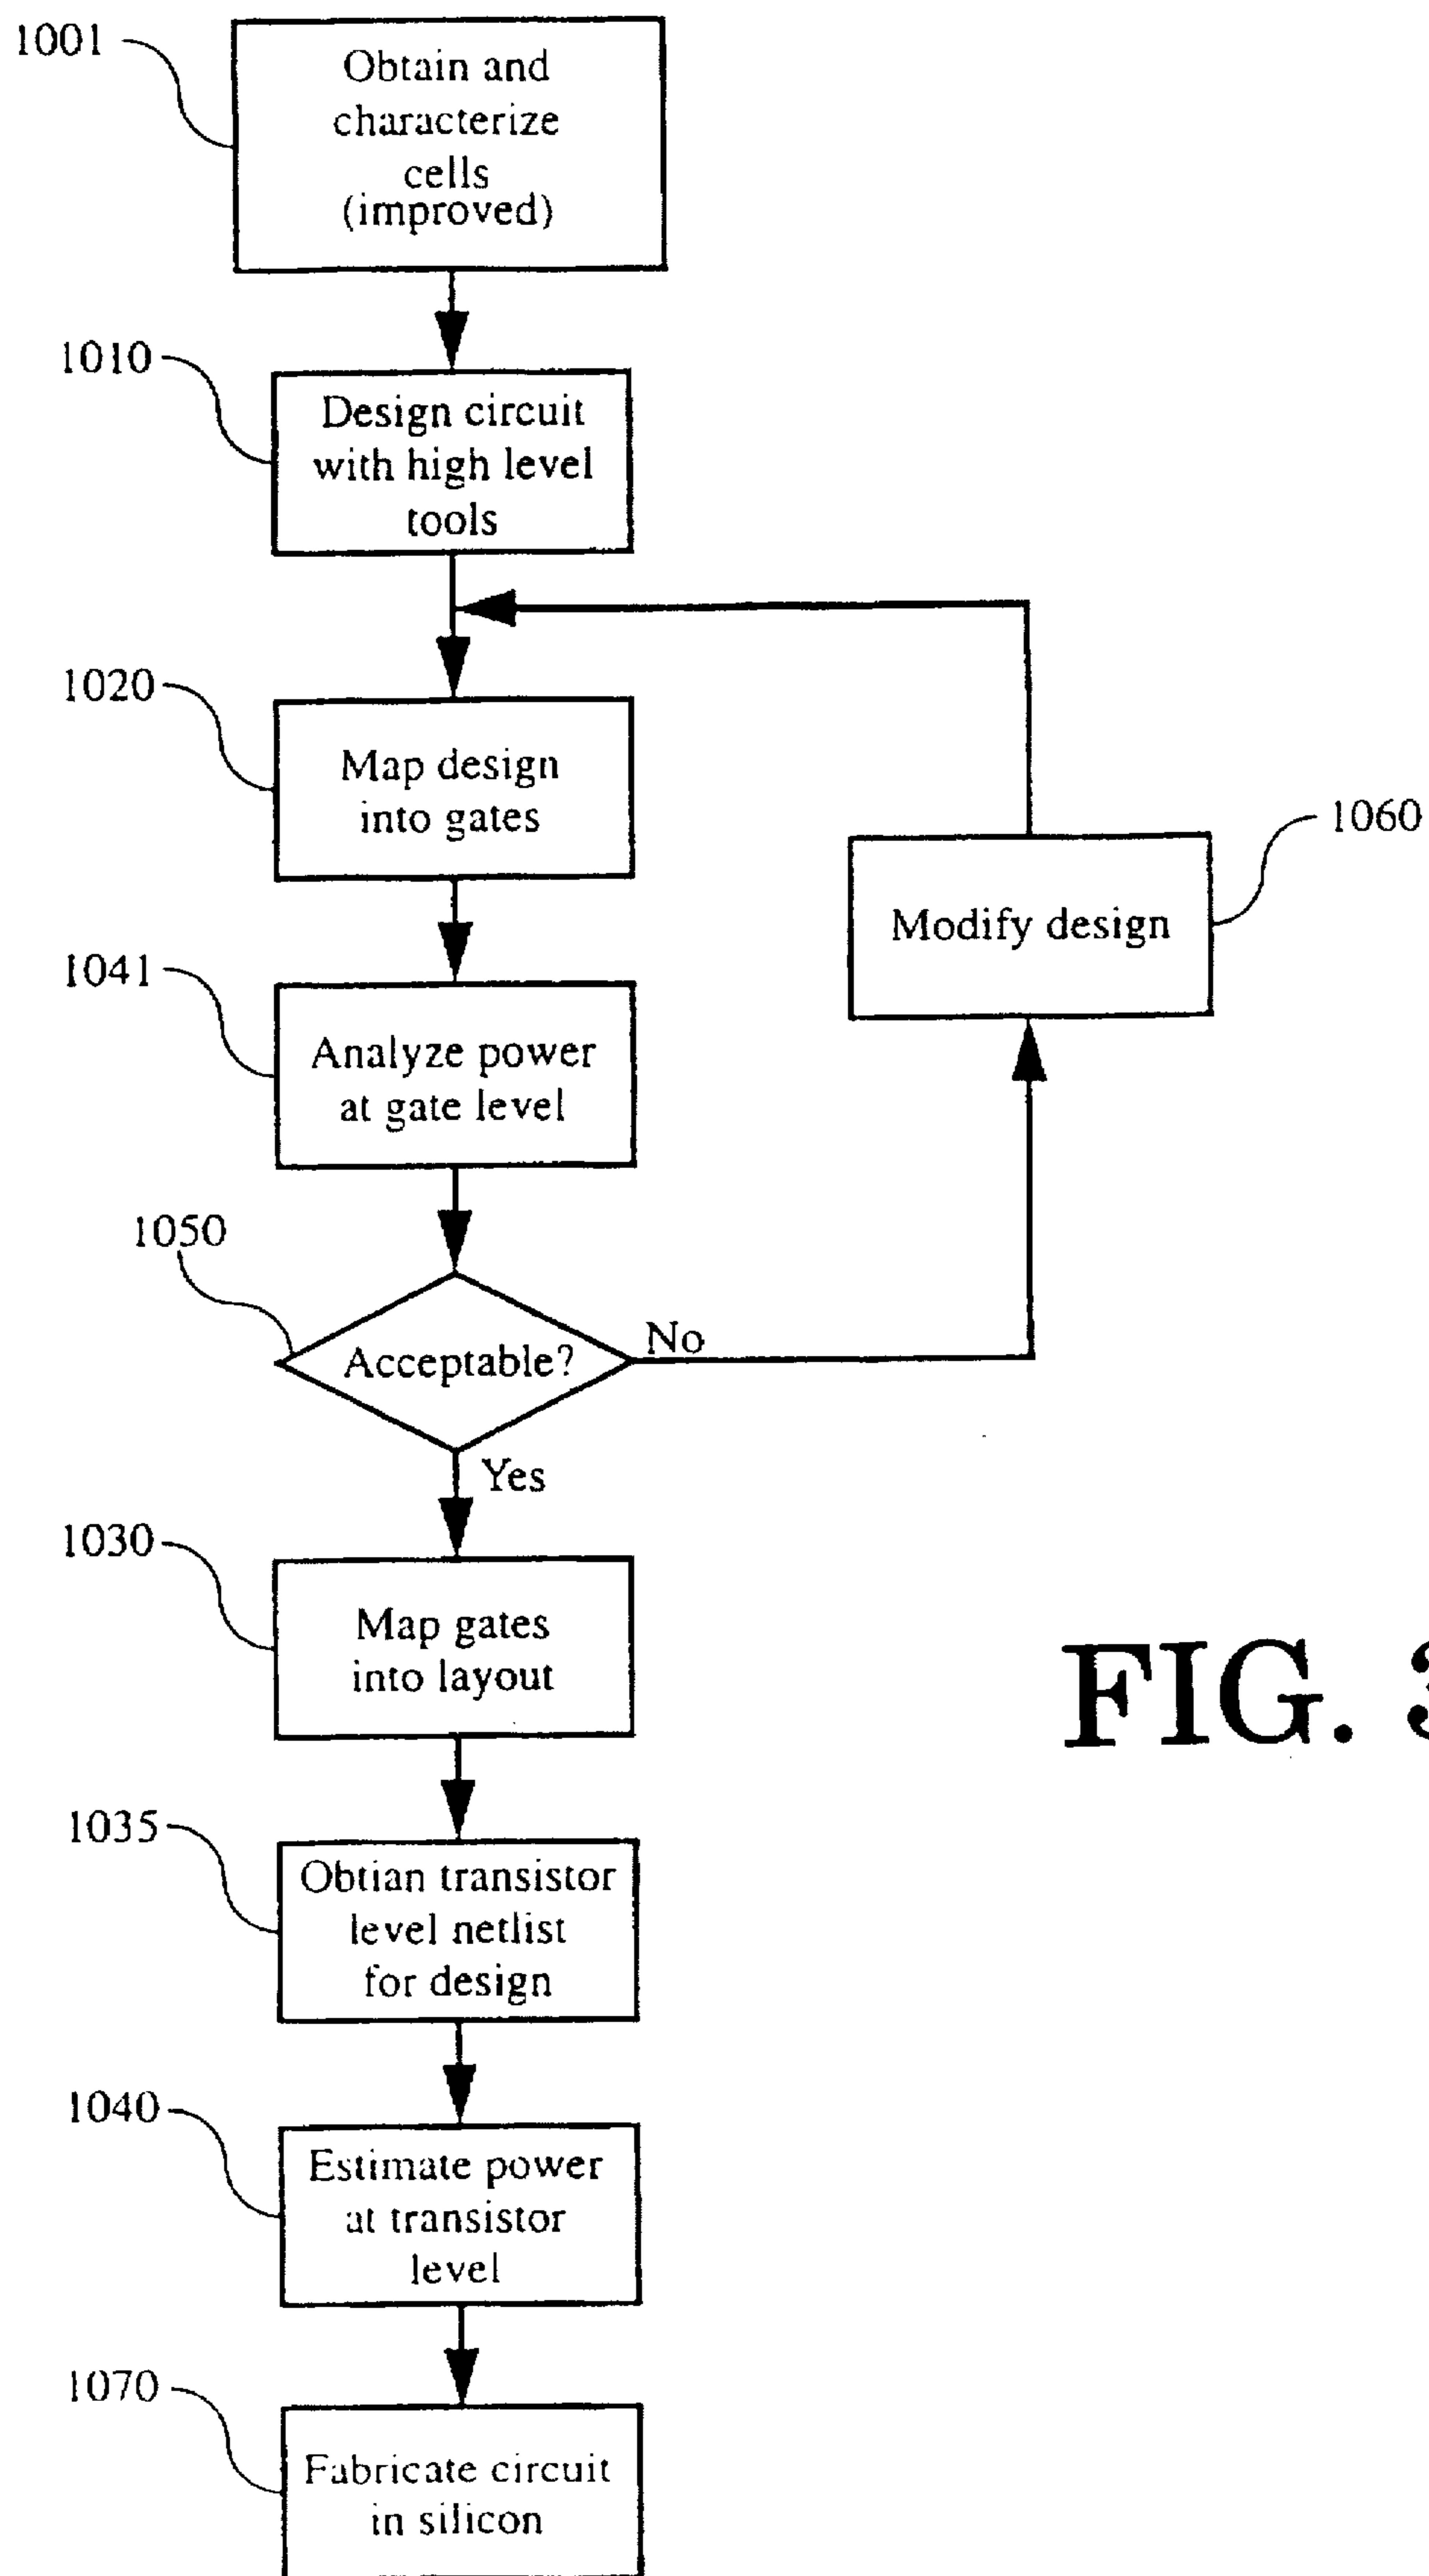 1001
Obtain and
characterize
cells
(improved)
1010
Design circuit
with high level
tools
1020
Map design
into gates
1060
Modify design
1041
Analyze power
at gate level
1050
Acceptable?
No
Yes
1030
Map gates
into layout
FIG. 3
1035
Obtian transistor
level netlist
for design
1040
Estimate power
at transistor
level
1070
Fabricate circuit
in silicon